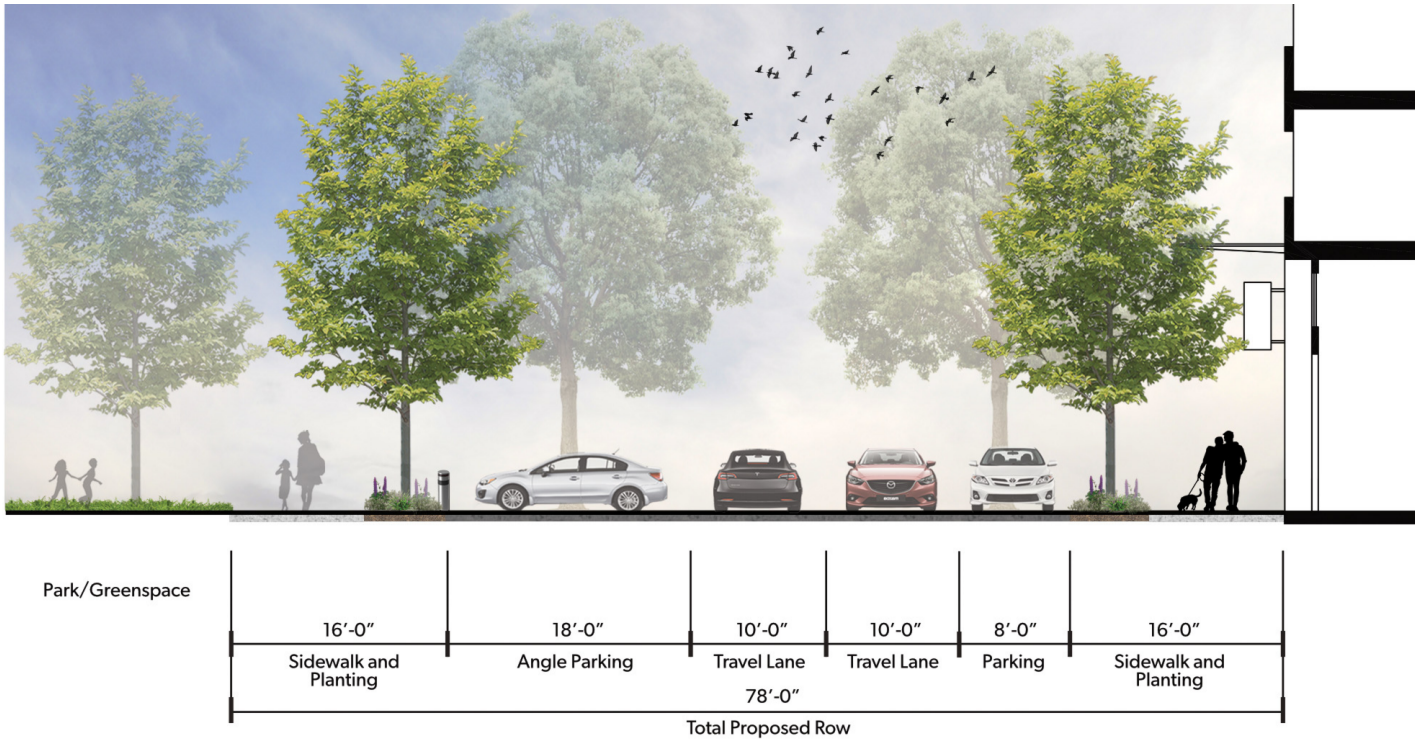 Park/Greenspace
16’-0”
18’-0”
10’-0”
10’-0”
8’-0”
16’-0”
Sidewalk and
Planting
Angle Parking
Travel Lane
Travel Lane
Parking
Sidewalk and
Planting
78’-0”
Total Proposed Row